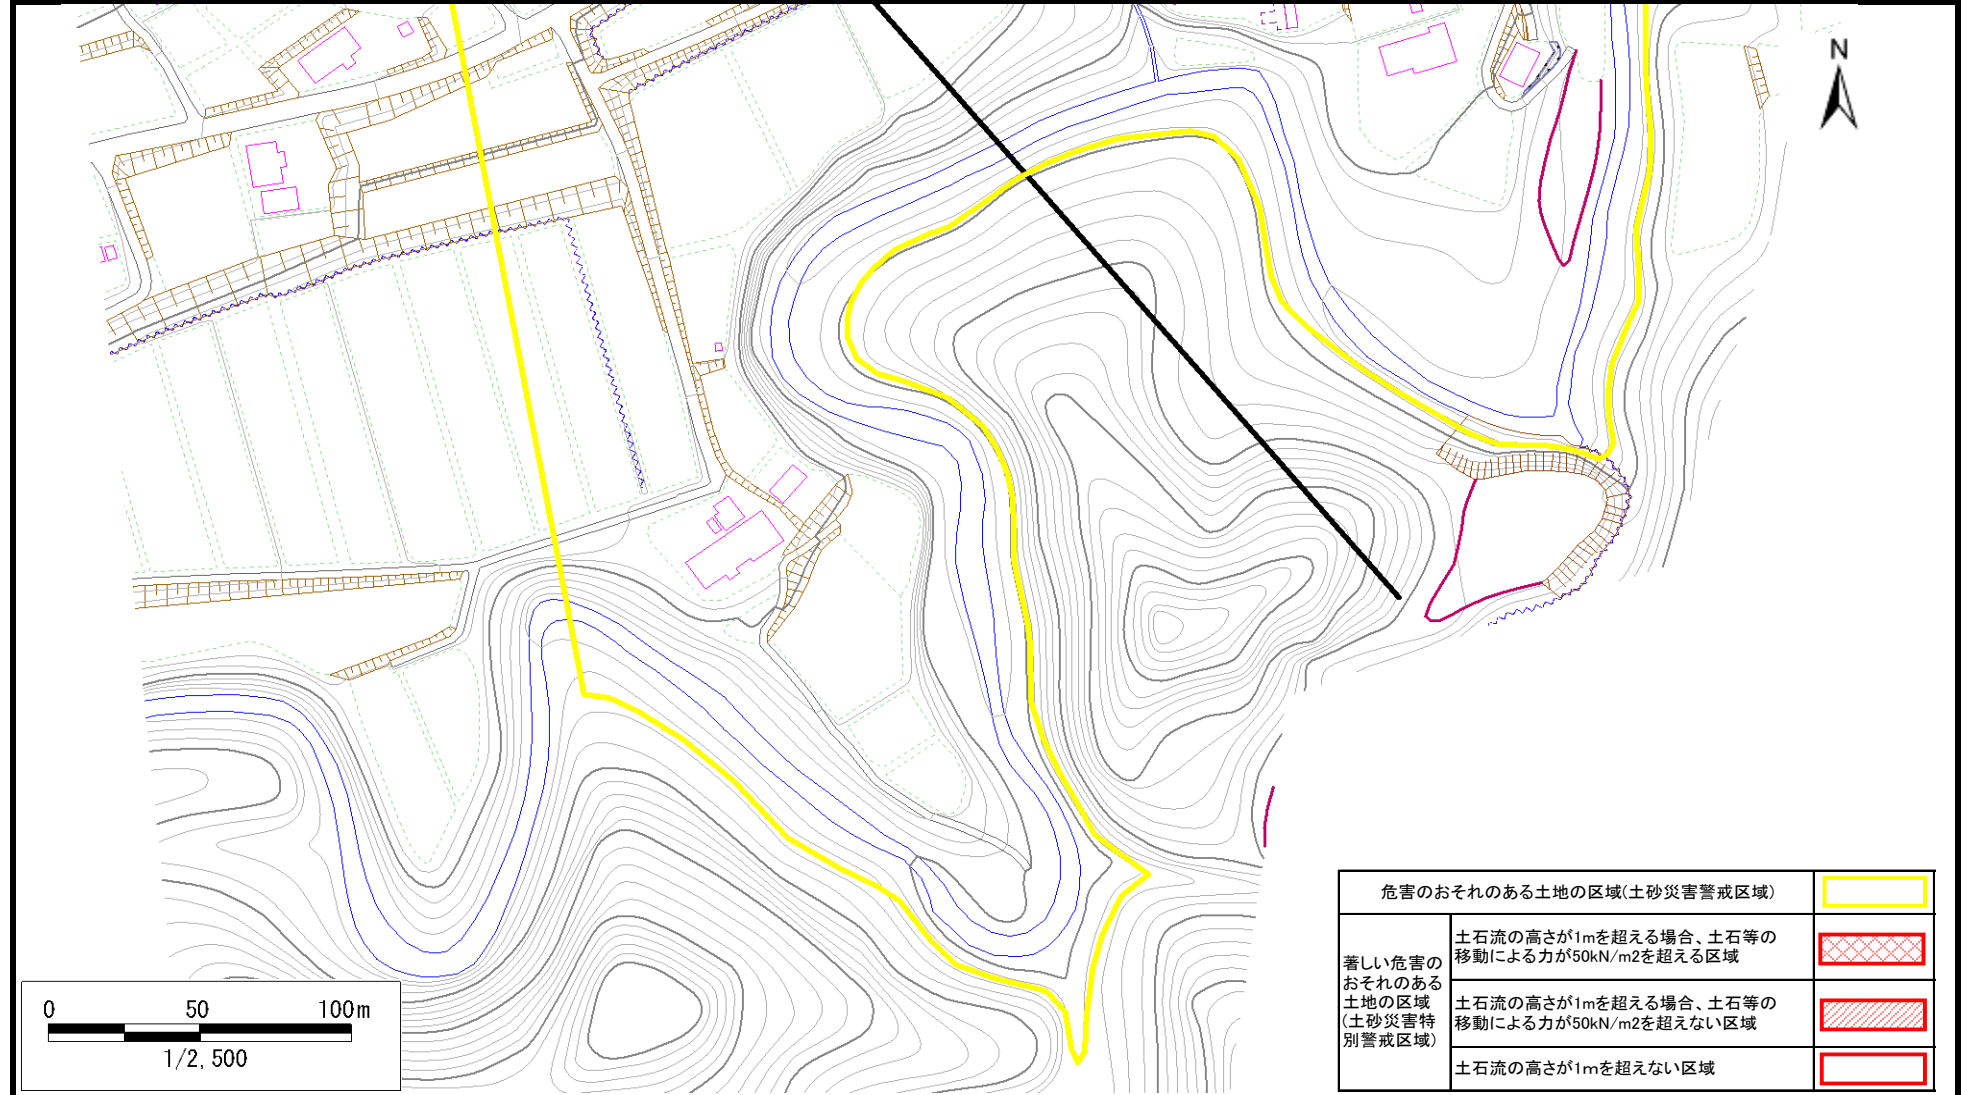 N
危害のおそれのある土地の区域(土砂災害警戒区域)
著しい危害の
おそれのある
土地の区域
(土砂災害特
別警戒区域)
土石流の高さが1mを超える場合、土石等の
移動による力が50kN/m2を超える区域
土石流の高さが1mを超える場合、土石等の
移動による力が50kN/m2を超えない区域
土石流の高さが1mを超えない区域
0 50 100m
1/2,500